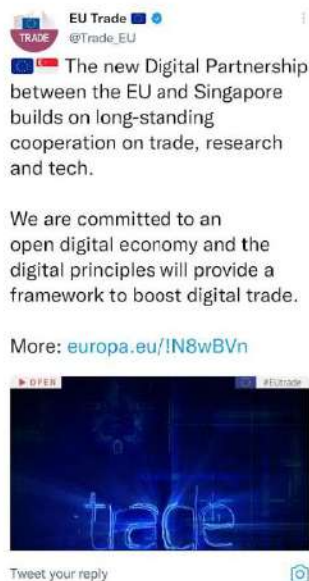 EU Trade
TRADE
@Trade_EU
The new Digital Partnership
between the EU and Singapore
builds on long-standing
cooperation on trade, research
and tech.
We are committed to an
open digital economy and the
digital principles will provide a
framework to boost digital trade.
More: europa.eu/!N8wBVn
OPEN
#EUtrade
trade
Tweet your reply